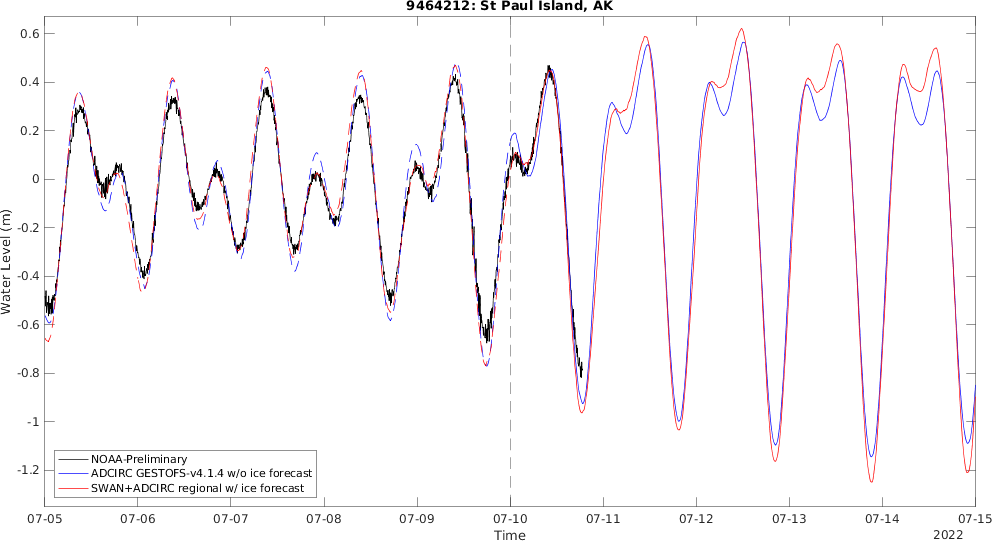 9464212: St Paul Island, AK
Water Level (m)
0.6
0.4
0.2
0
-0.2
-0.4
-0.6
-0.8
-1
-1.2
NOAA-Preliminary
ADCIRC GESTOFS-v4.1.4 w/o ice forecast
SWAN+ADCIRC regional w/ ice forecast
07-05 07-06 07-07 07-08 07-09 07-10 07-11 07-12 07-13 07-14 07-15
Time
2022